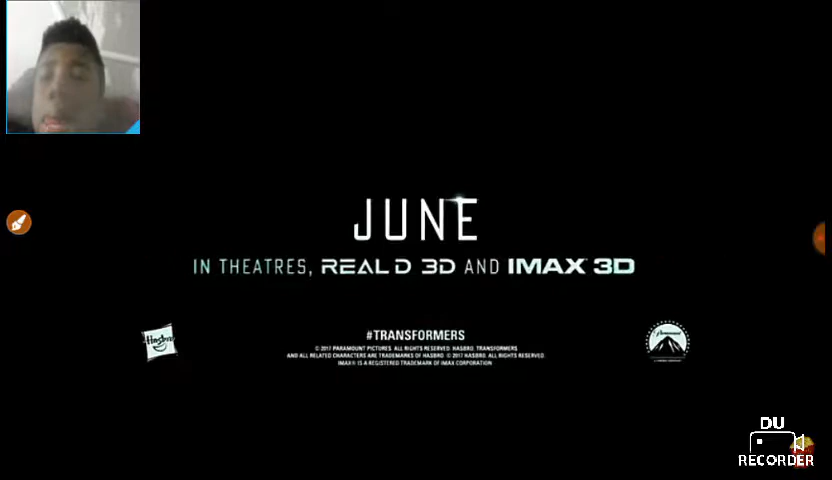 JUNE
IN THEATRES, REAL D 3D AND IMAX 3D
Hasbro
#TRANSFORMERS
Paramount
© 2017 PARAMOUNT PICTURES. ALL RIGHTS RESERVED. HASBRO, TRANSFORMERS
AND ALL RELATED CHARACTERS ARE TRADEMARKS OF HASBRO. © 2017 HASBRO. ALL RIGHTS RESERVED.
IMAX® IS A REGISTERED TRADEMARK OF IMAX CORPORATION
DU
RECORDER